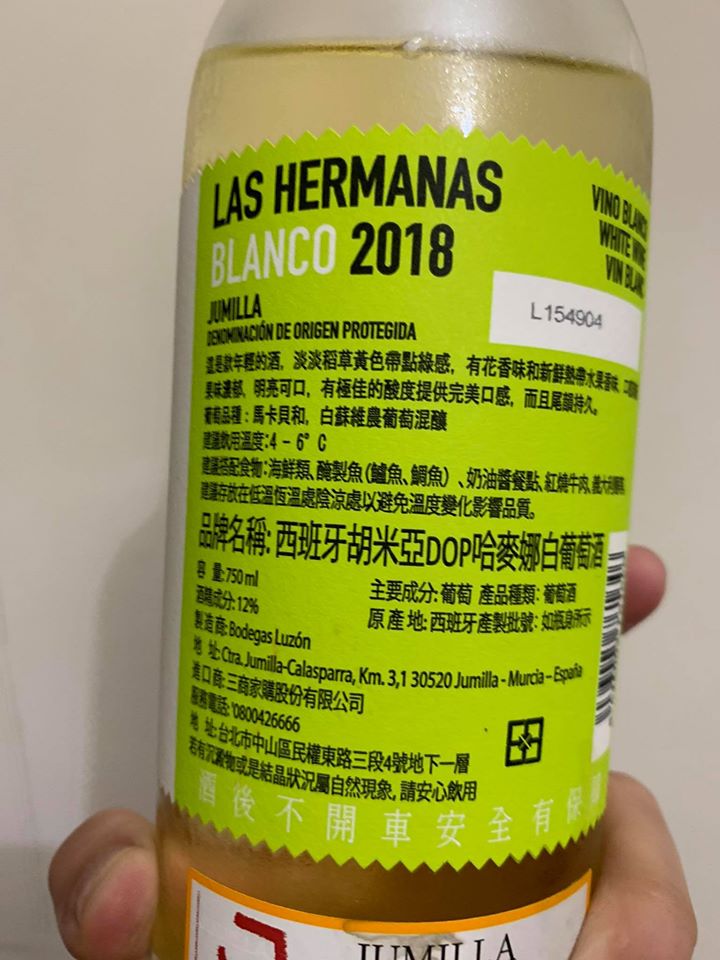 LAS HERMANAS
BLANCO 2018
VINO BLANCO
WHITE WINE
VIN BLANC
JUMILLA
DENOMINACIÓN DE ORIGEN PROTEGIDA
L154904
這是款年輕的酒，淡淡稻草黃色帶點綠感，有花香味和新鮮熱帶水果香味，口
果味濃郁，明亮可口，有極佳的酸度提供完美口感，而且尾韻持久。
葡萄品種：馬卡貝和，白蘇維農葡萄混釀
建議飲用溫度:4 - 6° C
建議搭配食物:海鮮類、醃製魚(鱸魚、鯛魚）、奶油醬餐點、紅燒牛肉、義大利
建議存放在低溫恆溫處陰涼處以避免溫度變化影響品質。
品牌名稱: 西班牙胡米亞DOP哈麥娜白葡萄酒
容 量:750 ml
主要成分: 葡萄 產品種類: 葡萄酒
酒精成分:12%
原 產 地: 西班牙產製批號: 如瓶身所示
製造商:Bodegas Luzón
地 址:Ctra. Jumilla-Calasparra, Km. 3,1 30520 Jumilla - Murcia – España
進口商:三商家購股份有限公司
服務電話:'0800426666
地 址:台北市中山區民權東路三段4號地下一層
若有沉澱物或是結晶狀況屬自然現象, 請安心飲用
酒後不開車安全有保
JUMILLA